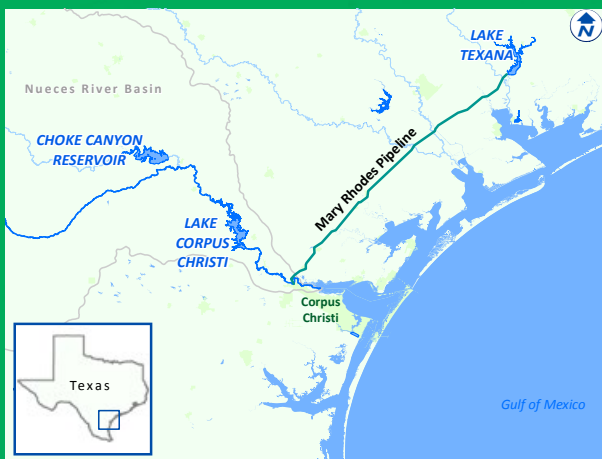 N
LAKE
TEXANA
Nueces River Basin
CHOKE CANYON
RESERVOIR
Mary Rhodes Pipeline
LAKE
CORPUS
CHRISTI
Corpus
Christi
Texas
Gulf of Mexico